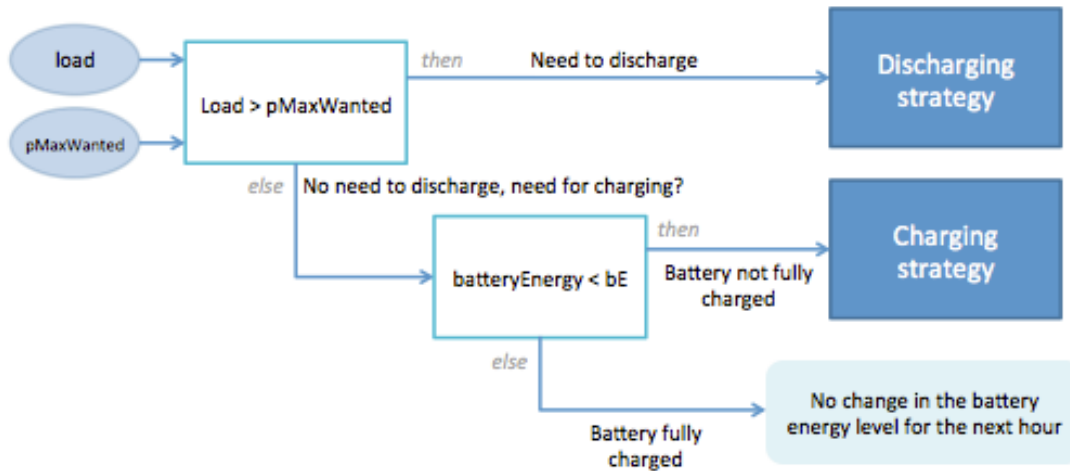 load
pMaxWanted
Load > pMaxWanted
then
Need to discharge
Discharging
strategy
else
No need to discharge, need for charging?
batteryEnergy < bE
then
Battery not fully
charged
Charging
strategy
else
Battery fully
charged
No change in the battery
energy level for the next hour